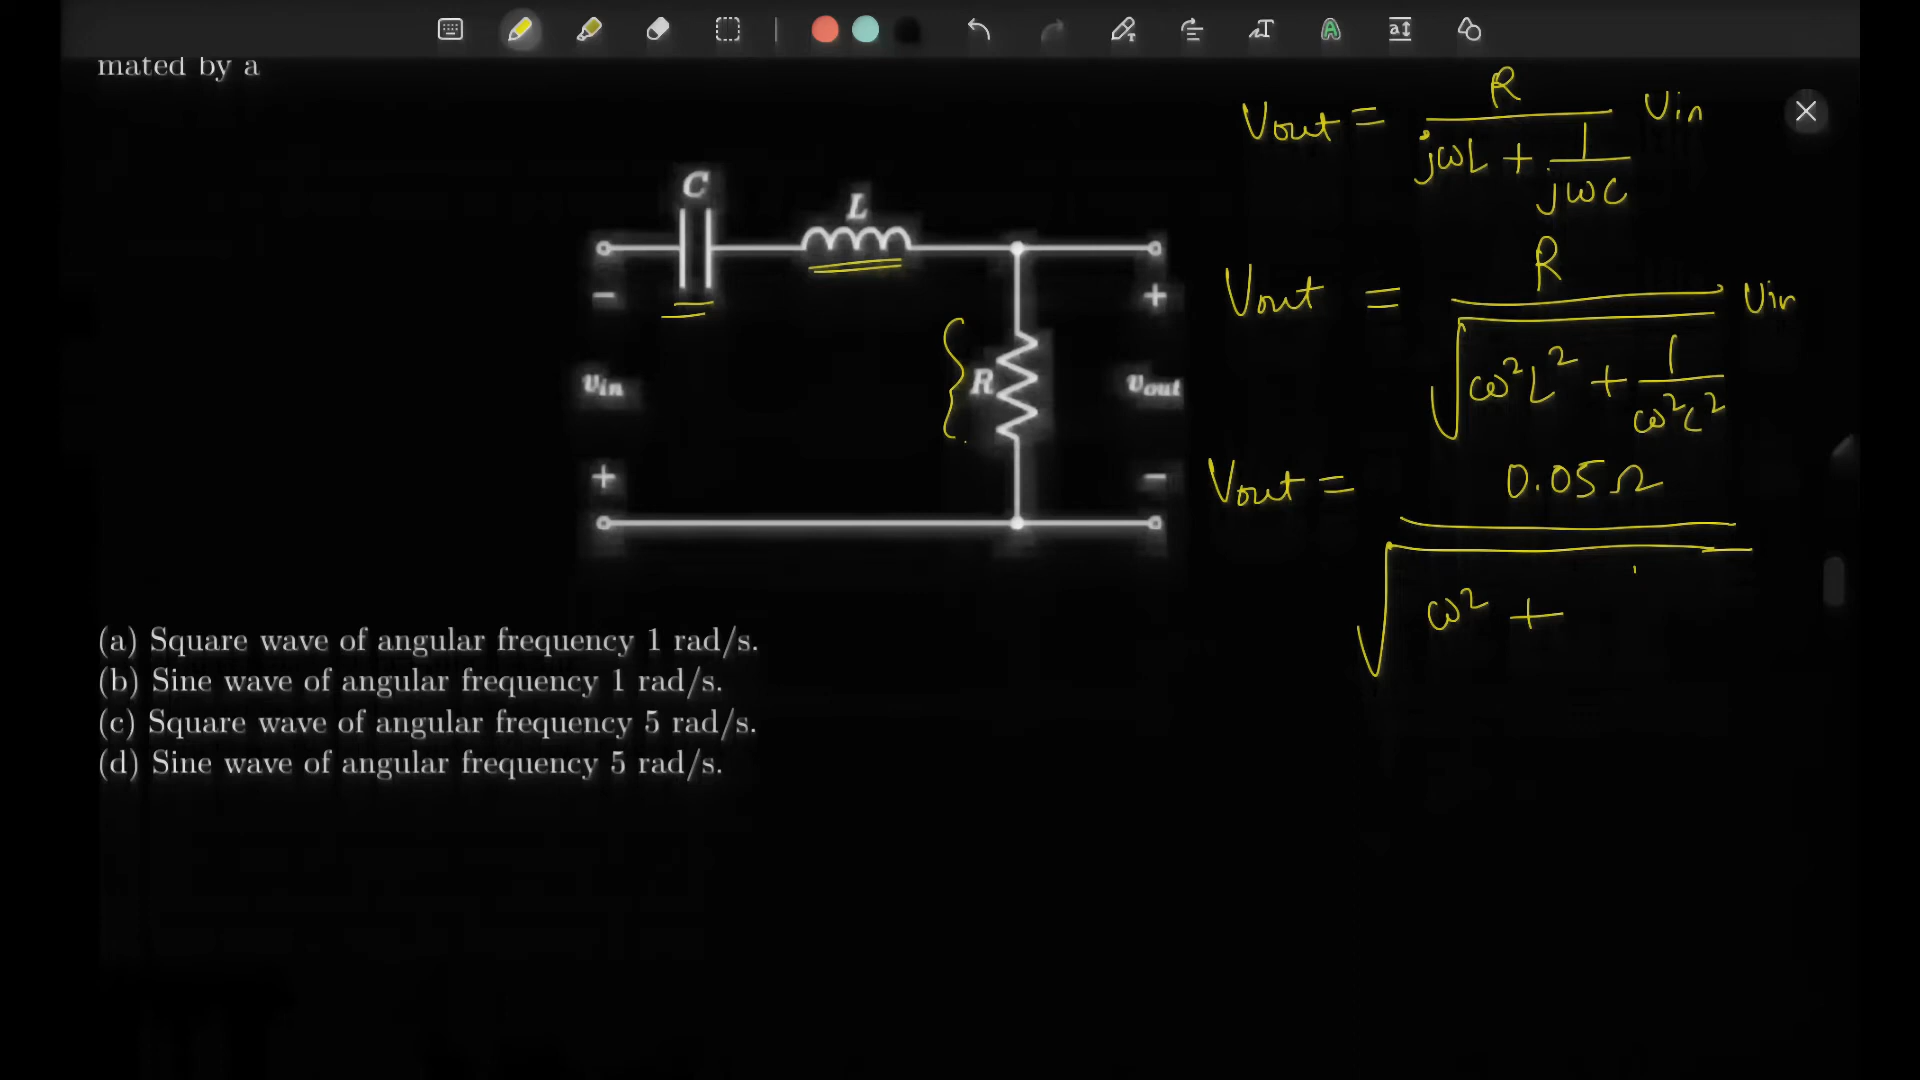 mated by a
Vout = R / (jωL + 1/jωC) Vin
C
L
Vout = R / √(ω²L² + 1/ω²C²) Vin
− +
vin R vout
+ −
Vout = 0.05Ω / √(ω² +
(a) Square wave of angular frequency 1 rad/s.
(b) Sine wave of angular frequency 1 rad/s.
(c) Square wave of angular frequency 5 rad/s.
(d) Sine wave of angular frequency 5 rad/s.